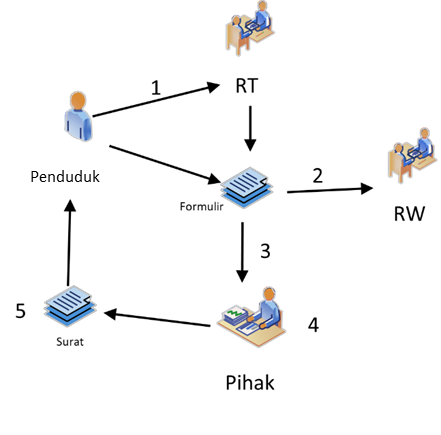 1
RT
Penduduk
Formulir
2
RW
3
5
Surat
4
Pihak